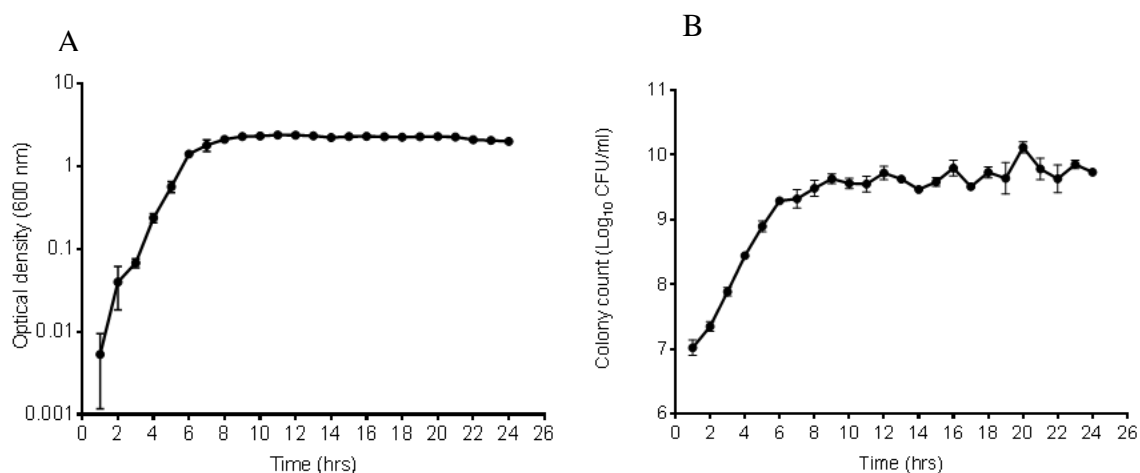 A
Optical density (600 nm)
10
1
0.1
0.01
0.001
0 2 4 6 8 10 12 14 16 18 20 22 24 26
Time (hrs)
B
Colony count (Log10 CFU/ml)
11
10
9
8
7
6
0 2 4 6 8 10 12 14 16 18 20 22 24 26
Time (hrs)